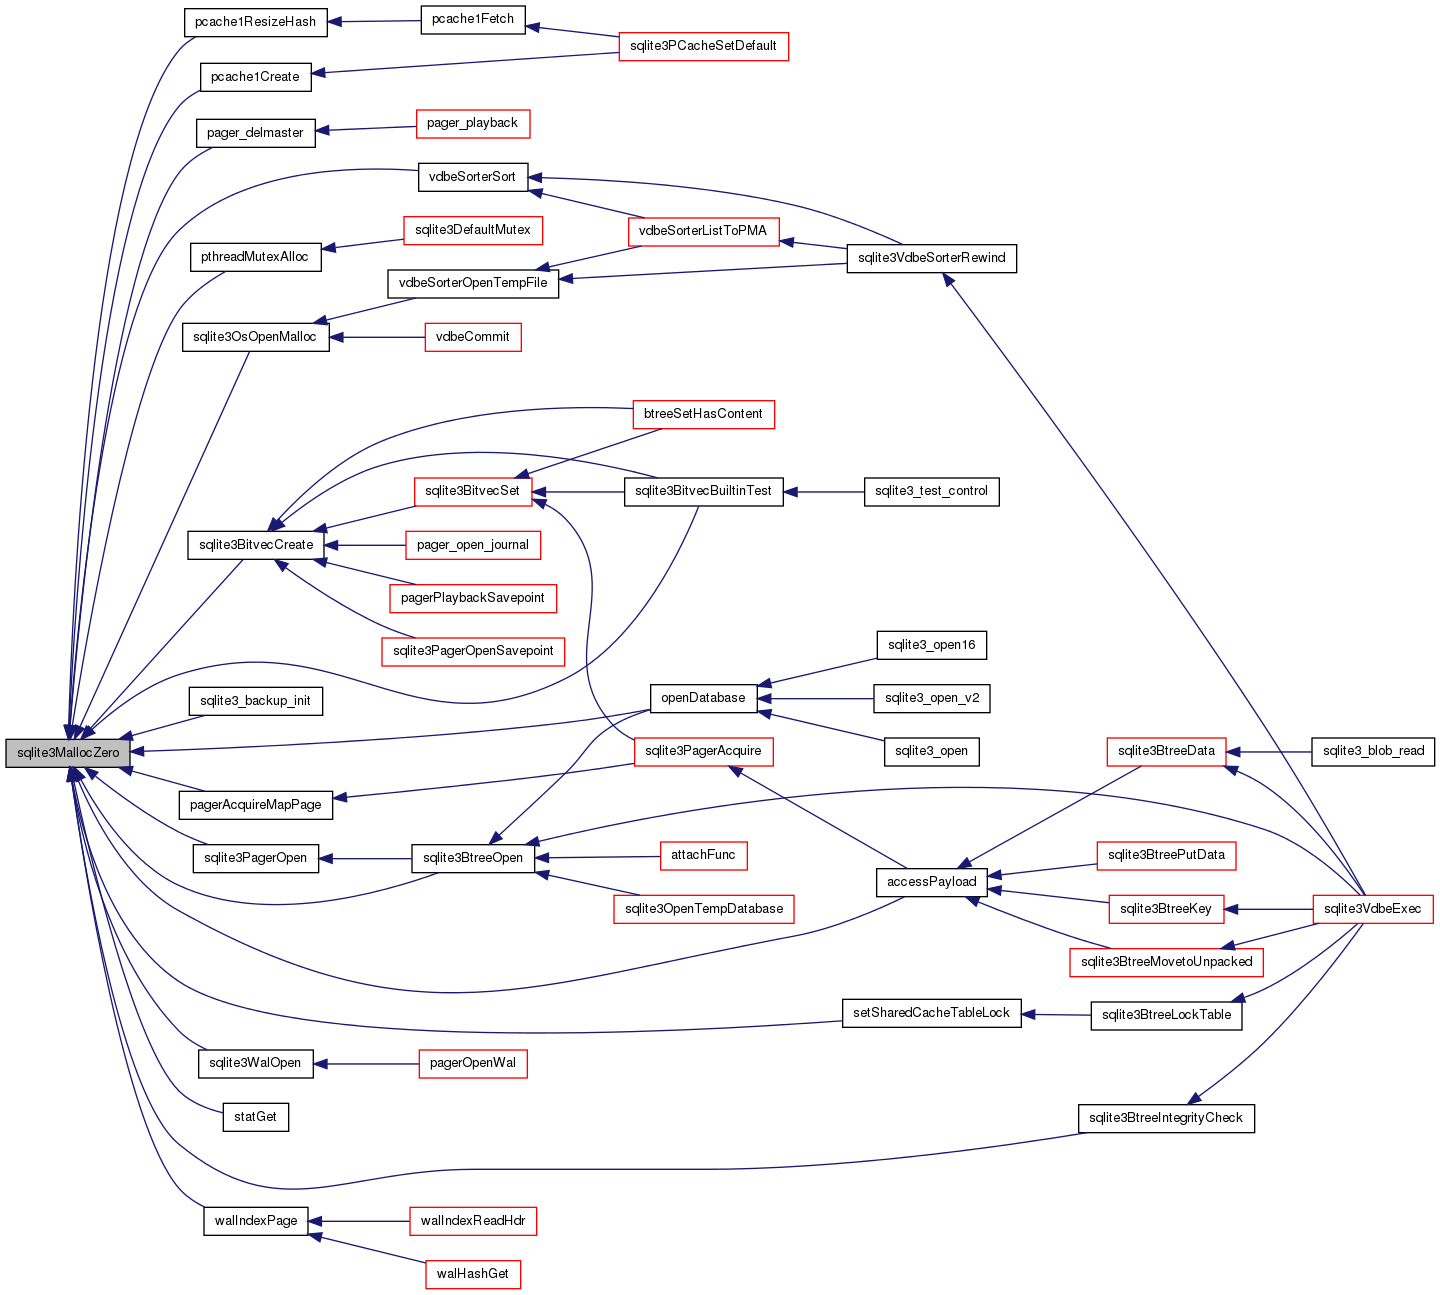 pcache1ResizeHash
pcache1Fetch
sqlite3PCacheSetDefault
pcache1Create
pager_delmaster
pager_playback
vdbeSorterSort
sqlite3DefaultMutex
vdbeSorterListToPMA
pthreadMutexAlloc
sqlite3VdbeSorterRewind
vdbeSorterOpenTempFile
sqlite3OsOpenMalloc
vdbeCommit
btreeSetHasContent
sqlite3BitvecSet
sqlite3BitvecBuiltinTest
sqlite3_test_control
sqlite3BitvecCreate
pager_open_journal
pagerPlaybackSavepoint
sqlite3PagerOpenSavepoint
sqlite3_open16
sqlite3_backup_init
openDatabase
sqlite3_open_v2
sqlite3MallocZero
sqlite3PagerAcquire
sqlite3_open
sqlite3BtreeData
sqlite3_blob_read
pagerAcquireMapPage
sqlite3PagerOpen
sqlite3BtreeOpen
attachFunc
sqlite3BtreePutData
accessPayload
sqlite3OpenTempDatabase
sqlite3BtreeKey
sqlite3VdbeExec
sqlite3BtreeMovetoUnpacked
setSharedCacheTableLock
sqlite3BtreeLockTable
sqlite3WalOpen
pagerOpenWal
statGet
sqlite3BtreeIntegrityCheck
walIndexPage
walIndexReadHdr
walHashGet